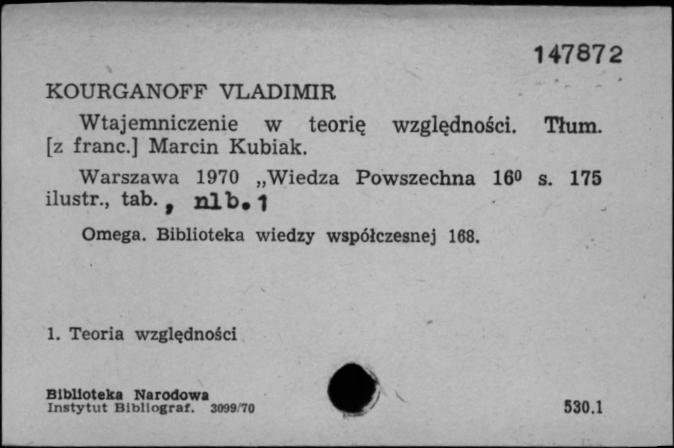 147872
KOURGANOFF VLADIMIR
Wtajemniczenie w teorię względności. Tłum.
[z franc.] Marcin Kubiak.
Warszawa 1970 „Wiedza Powszechna 16⁰ s. 175
ilustr., tab., nlb. 1
Omega. Biblioteka wiedzy współczesnej 168.
1. Teoria względności
Biblioteka Narodowa
Instytut Bibliograf. 3099/70
530.1